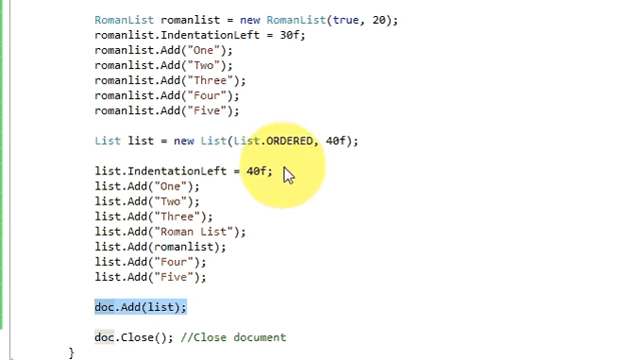 RomanList romanlist = new RomanList(true, 20);
romanlist.IndentationLeft = 30f;
romanlist.Add("One");
romanlist.Add("Two");
romanlist.Add("Three");
romanlist.Add("Four");
romanlist.Add("Five");
List list = new List(List.ORDERED, 40f);
list.IndentationLeft = 40f;
list.Add("One");
list.Add("Two");
list.Add("Three");
list.Add("Roman List");
list.Add(romanlist);
list.Add("Four");
list.Add("Five");
doc.Add(list);
doc.Close(); //Close document
}